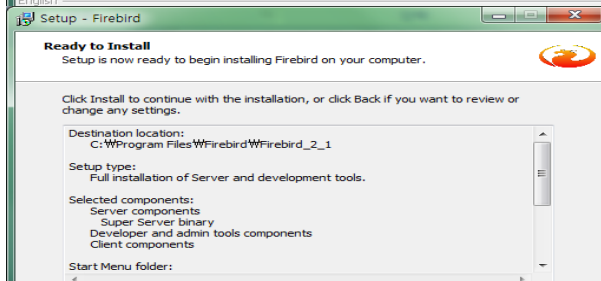 English
Setup - Firebird
Ready to Install
Setup is now ready to begin installing Firebird on your computer.
Click Install to continue with the installation, or click Back if you want to review or
change any settings.
Destination location:
C:₩Program Files₩Firebird₩Firebird_2_1
Setup type:
Full installation of Server and development tools.
Selected components:
Server components
Super Server binary
Developer and admin tools components
Client components
Start Menu folder: